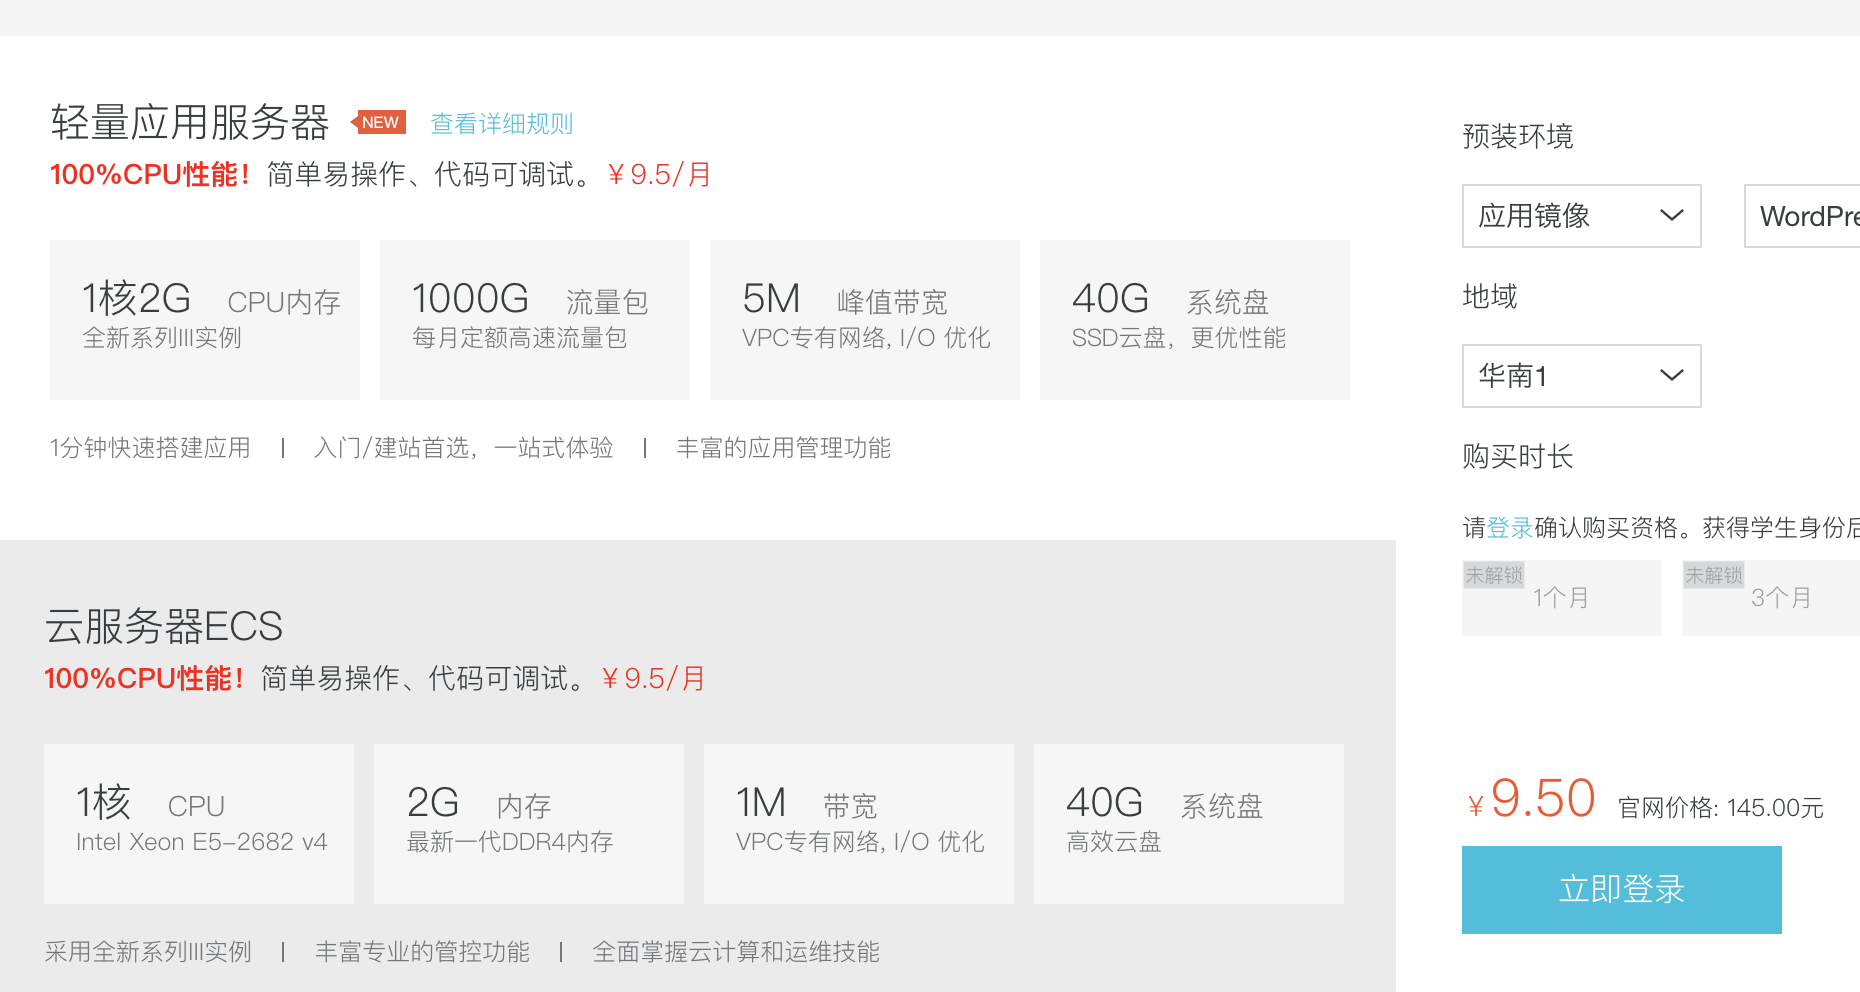 轻量应用服务器 NEW 查看详细规则
100%CPU性能！简单易操作、代码可调试。￥9.5/月
1核2G CPU内存
全新系列III实例
1000G 流量包
每月定额高速流量包
5M 峰值带宽
VPC专有网络, I/O 优化
40G 系统盘
SSD云盘，更优性能
1分钟快速搭建应用 | 入门/建站首选，一站式体验 | 丰富的应用管理功能
云服务器ECS
100%CPU性能！简单易操作、代码可调试。￥9.5/月
1核 CPU
Intel Xeon E5-2682 v4
2G 内存
最新一代DDR4内存
1M 带宽
VPC专有网络, I/O 优化
40G 系统盘
高效云盘
采用全新系列III实例 | 丰富专业的管控功能 | 全面掌握云计算和运维技能
预装环境
应用镜像 WordPre
地域
华南1
购买时长
请登录确认购买资格。获得学生身份后
未解锁 1个月
未解锁 3个月
￥9.50 官网价格: 145.00元
立即登录